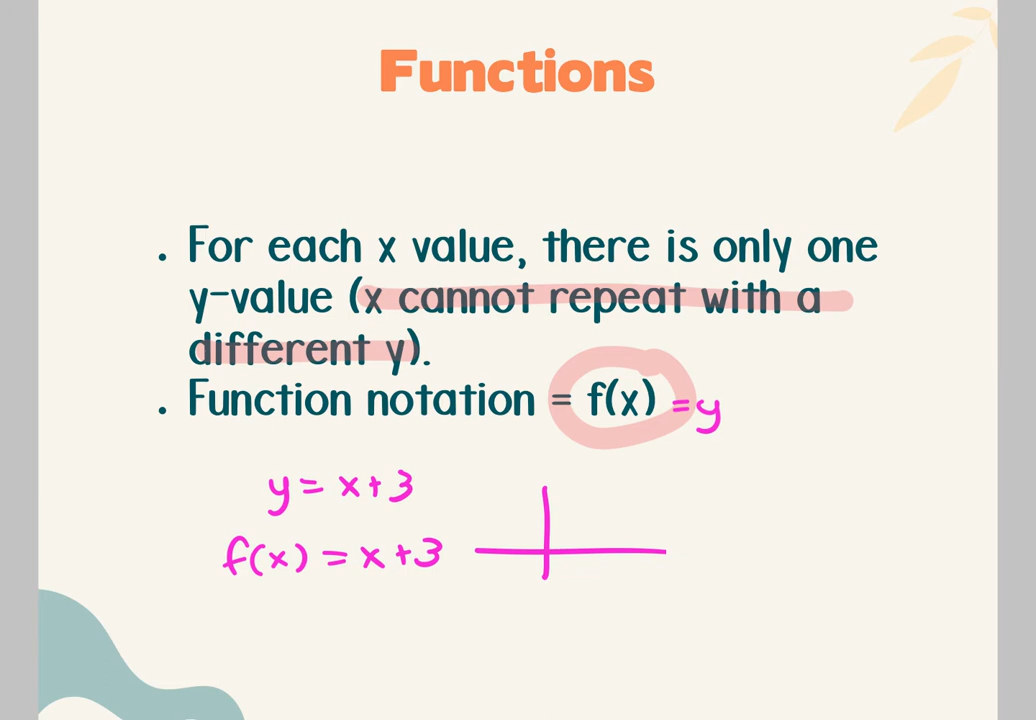 Functions
. For each x value, there is only one
y-value (x cannot repeat with a
different y).
. Function notation = f(x) = y
y = x+3
f(x) = x+3